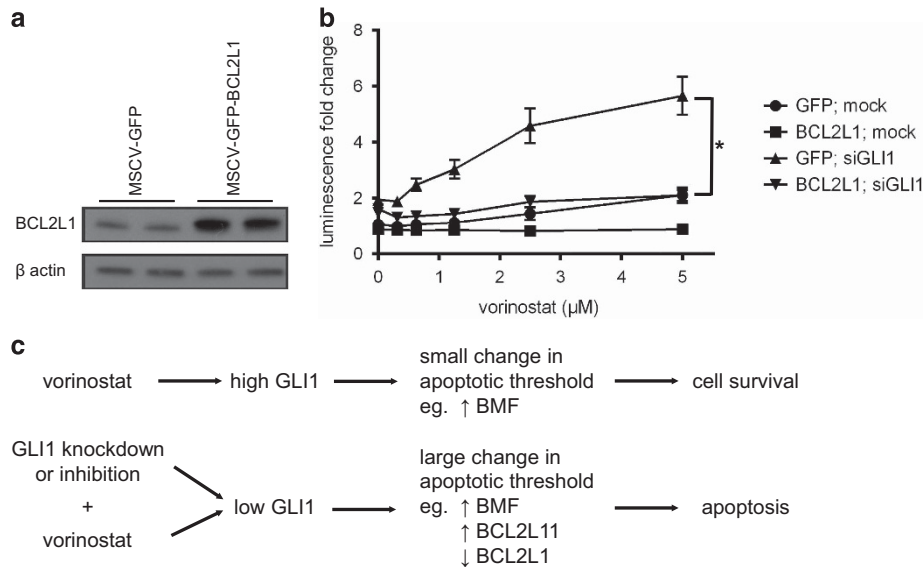 a
MSCV-GFP
MSCV-GFP-BCL2L1
BCL2L1
β actin
b
luminescence fold change
8
6
4
2
0
0
1
2
3
4
5
vorinostat (µM)
*
GFP; mock
BCL2L1; mock
GFP; siGLI1
BCL2L1; siGLI1
c
vorinostat
high GLI1
small change in
apoptotic threshold
eg. ↑ BMF
cell survival
GLI1 knockdown
or inhibition
+
vorinostat
low GLI1
large change in
apoptotic threshold
eg. ↑ BMF
↑ BCL2L11
↓ BCL2L1
apoptosis